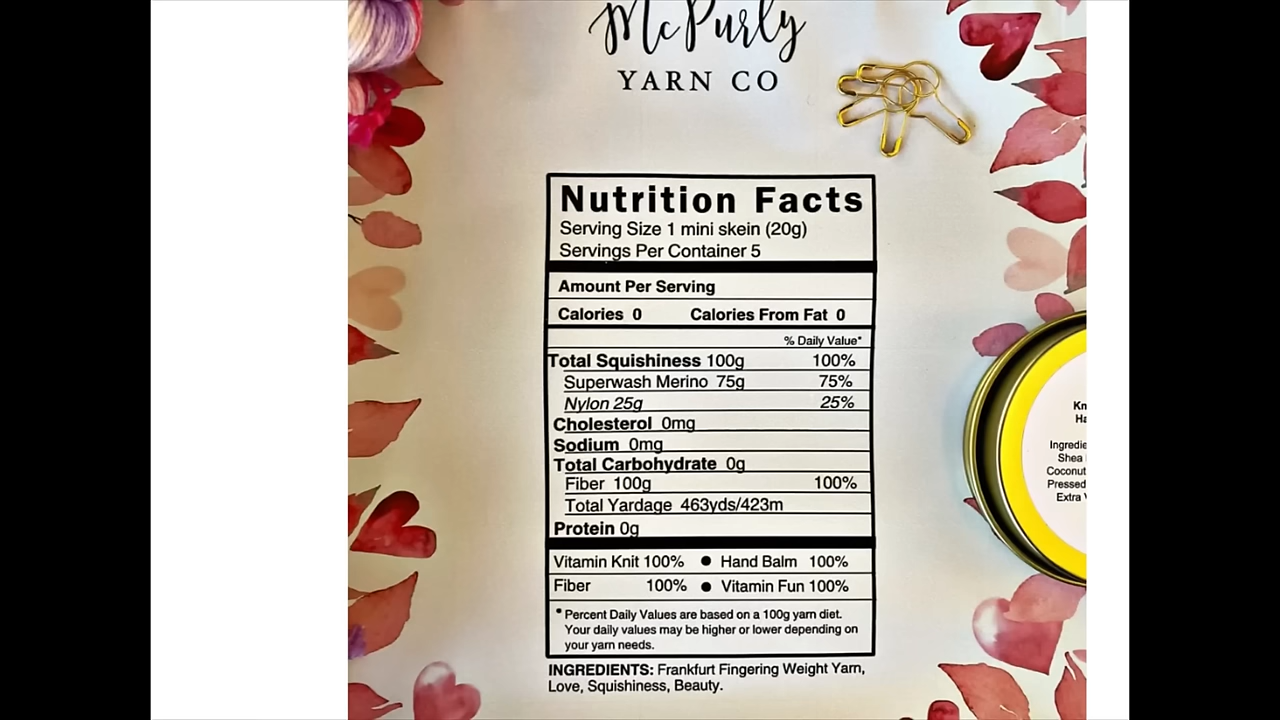 McPurly
YARN CO
Nutrition Facts
Serving Size 1 mini skein (20g)
Servings Per Container 5
Amount Per Serving
Calories 0 Calories From Fat 0
% Daily Value*
Total Squishiness 100g 100%
Superwash Merino 75g 75%
Nylon 25g 25%
Cholesterol 0mg
Sodium 0mg
Total Carbohydrate 0g
Fiber 100g 100%
Total Yardage 463yds/423m
Protein 0g
Vitamin Knit 100% ● Hand Balm 100%
Fiber 100% ● Vitamin Fun 100%
* Percent Daily Values are based on a 100g yarn diet.
Your daily values may be higher or lower depending on
your yarn needs.
INGREDIENTS: Frankfurt Fingering Weight Yarn,
Love, Squishiness, Beauty.
Shea
Coconut
Pressed
Extra